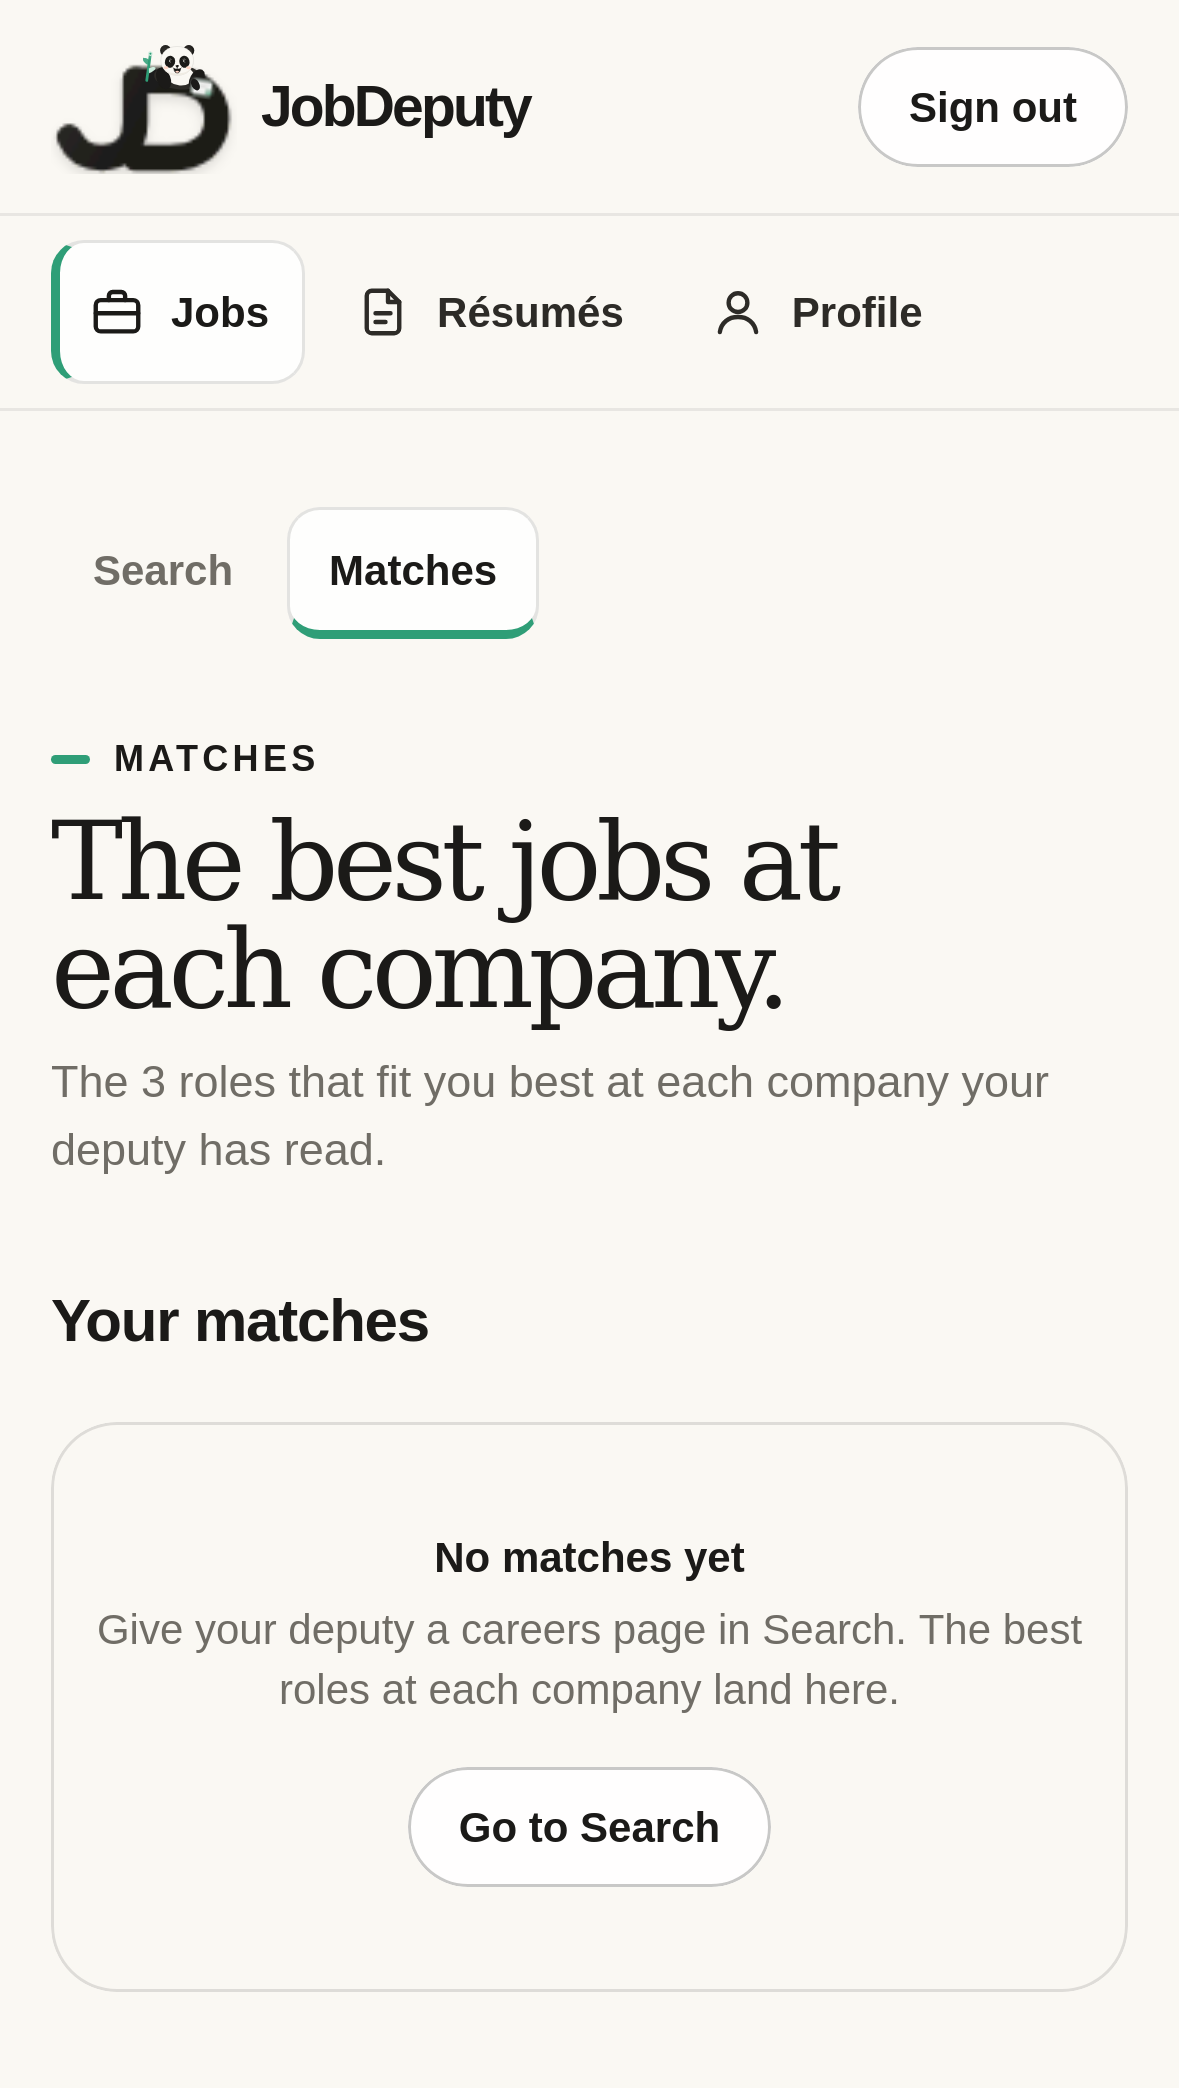 JD
JobDeputy
Sign out
Jobs
Résumés
Profile
Search
Matches
MATCHES
The best jobs at
each company.
The 3 roles that fit you best at each company your
deputy has read.
Your matches
No matches yet
Give your deputy a careers page in Search. The best
roles at each company land here.
Go to Search